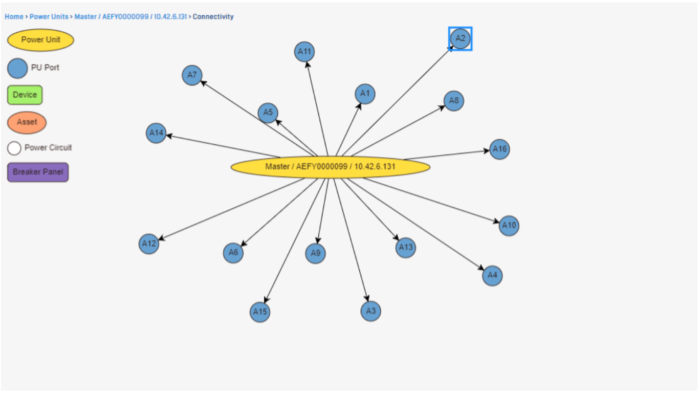 Home › Power Units › Master / AEFY0000099 / 10.42.6.131 › Connectivity
Power Unit
PU Port
Device
Asset
Power Circuit
Breaker Panel
A2
A11
A7
A1
A8
A5
A14
A16
Master / AEFY0000099 / 10.42.6.131
A10
A12
A13
A6
A9
A4
A3
A15